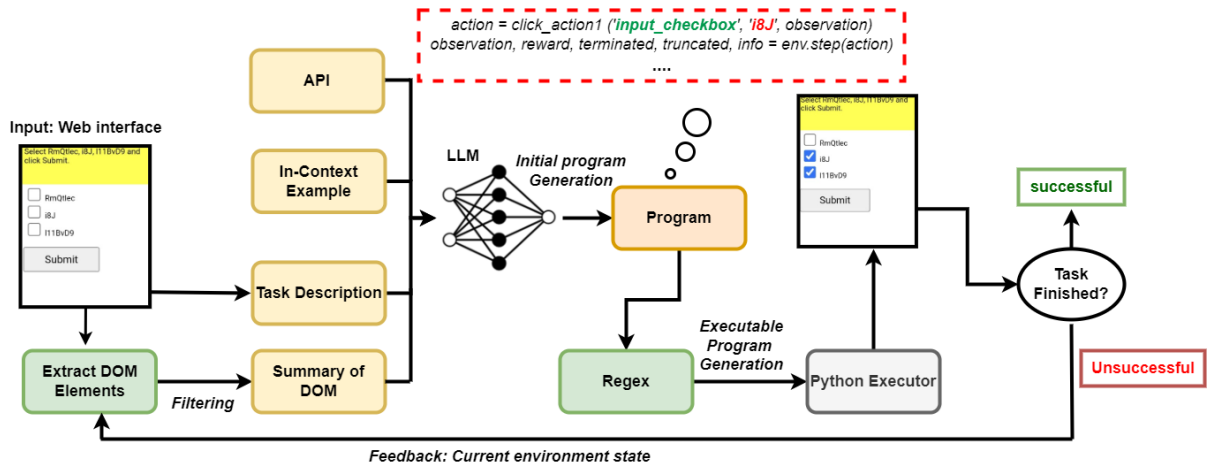 action = click_action1 ('input_checkbox', 'i8J', observation)
observation, reward, terminated, truncated, info = env.step(action)
....
API
Input: Web interface
Select RmQtlec, i8J, I11BvD9 and
click Submit.
RmQtlec
i8J
I11BvD9
Submit
In-Context
Example
LLM
Initial program
Generation
Program
Select RmQtlec, i8J, I11BvD9 and
click Submit.
RmQtlec
i8J
I11BvD9
Submit
successful
Task
Finished?
Task Description
Extract DOM
Elements
Filtering
Summary of
DOM
Regex
Executable
Program
Generation
Python Executor
Unsuccessful
Feedback: Current environment state